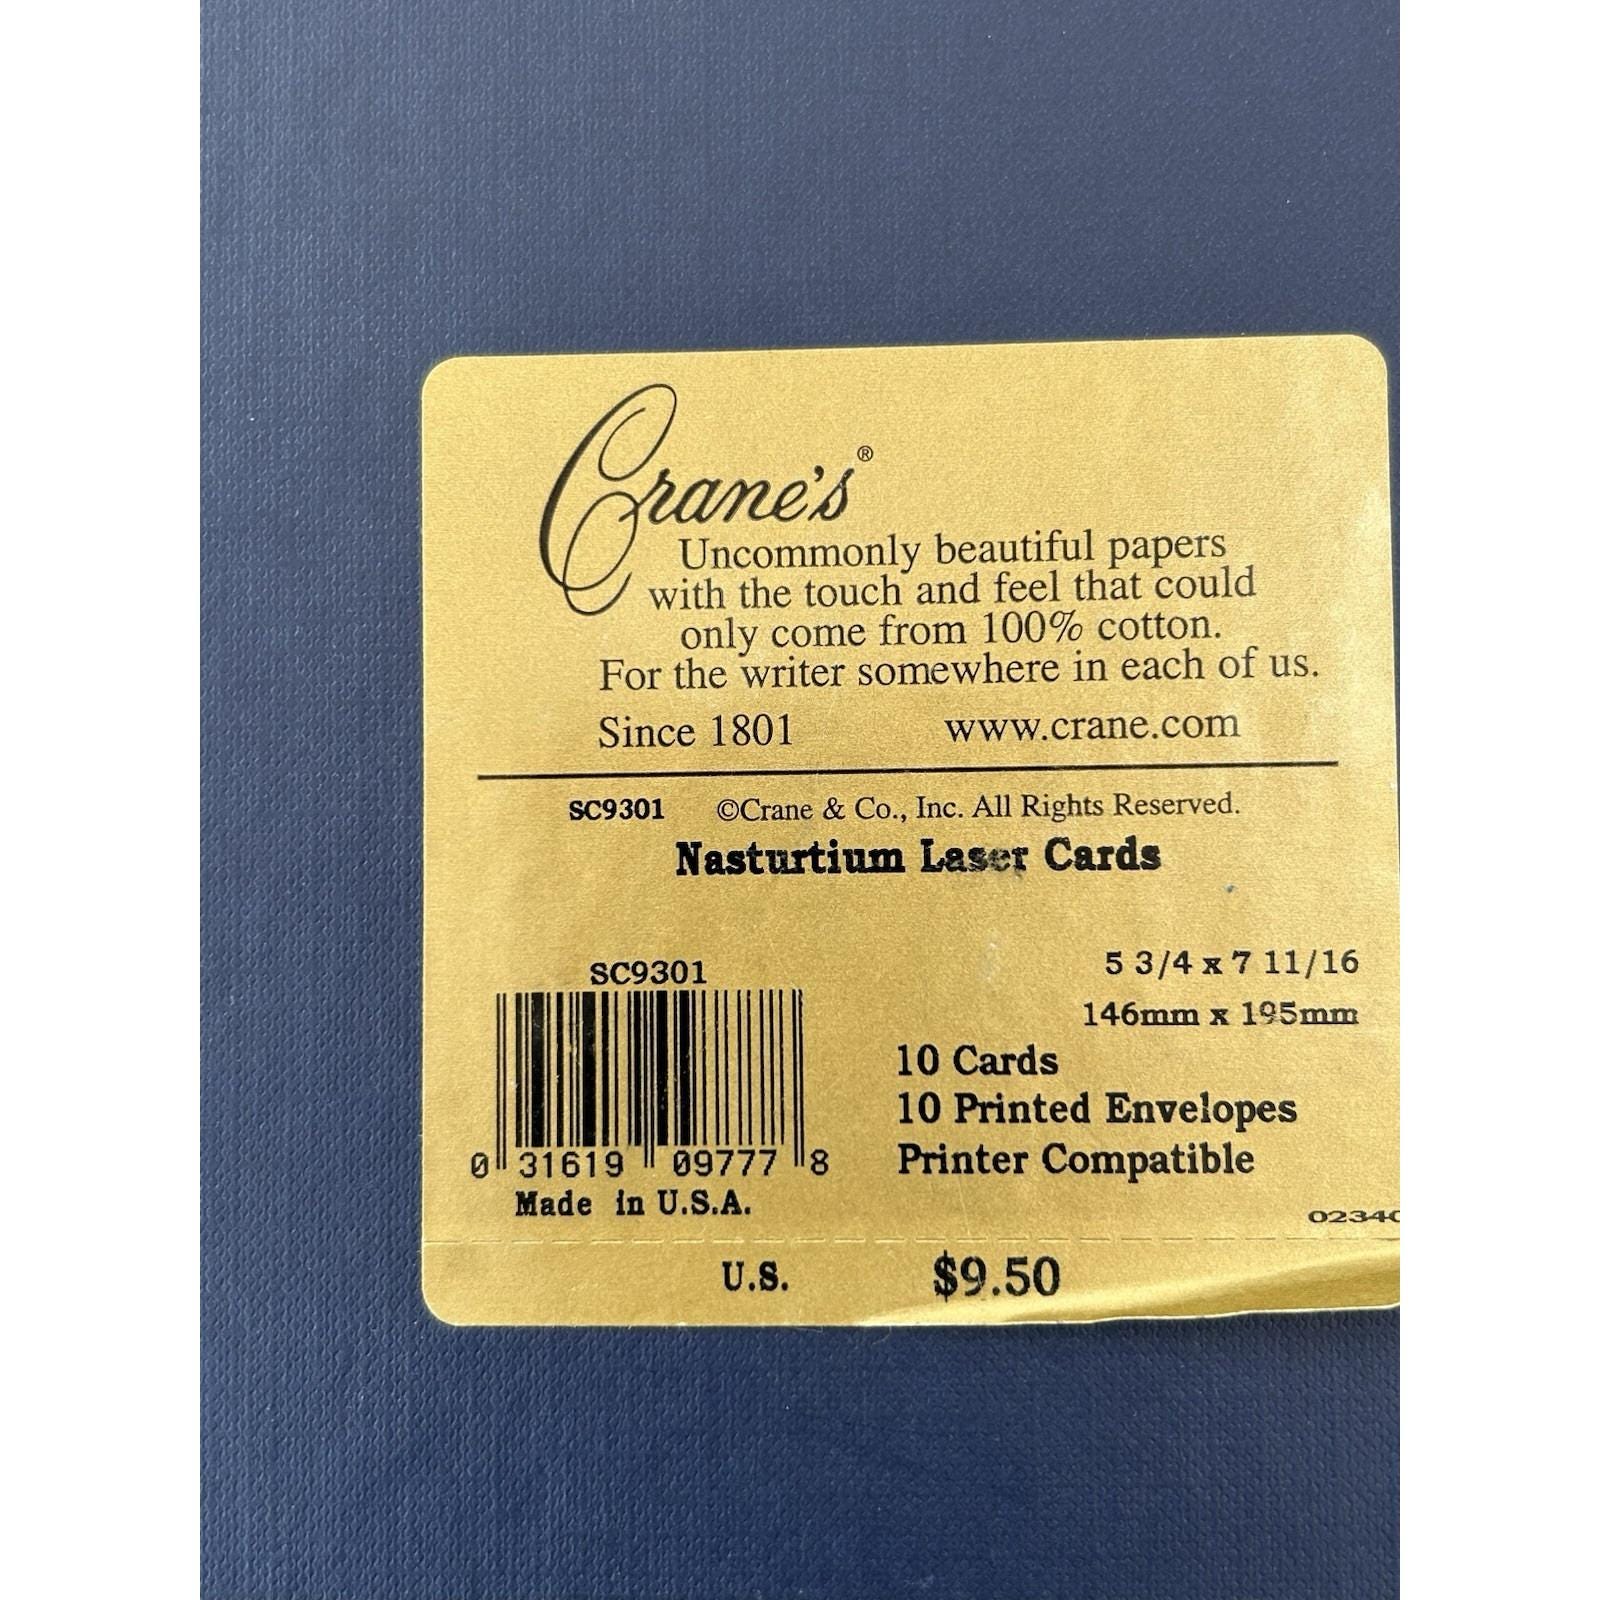 Crane's®
Uncommonly beautiful papers
with the touch and feel that could
only come from 100% cotton.
For the writer somewhere in each of us.
Since 1801 www.crane.com
SC9301 ©Crane & Co., Inc. All Rights Reserved.
Nasturtium Laser Cards
SC9301
5 3/4 x 7 11/16
146mm x 195mm
10 Cards
10 Printed Envelopes
Printer Compatible
0 31619 09777 8
Made in U.S.A.
U.S. $9.50